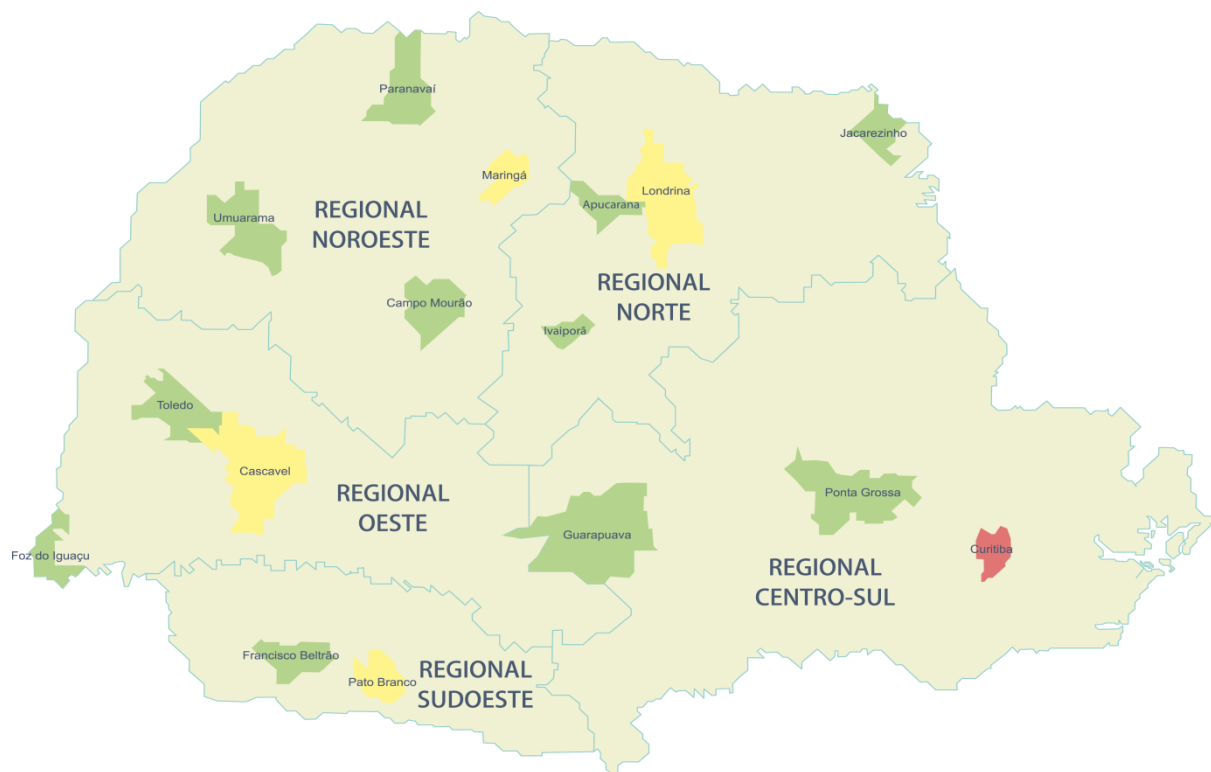 Paranavaí
Jacarezinho
Maringá
Londrina
Apucarana
Umuarama
REGIONAL
NOROESTE
REGIONAL
NORTE
Campo Mourão
Ivaiporã
Toledo
Cascavel
REGIONAL
OESTE
Ponta Grossa
Guarapuava
Foz do Iguaçu
Curitiba
REGIONAL
CENTRO-SUL
Francisco Beltrão
Pato Branco
REGIONAL
SUDOESTE